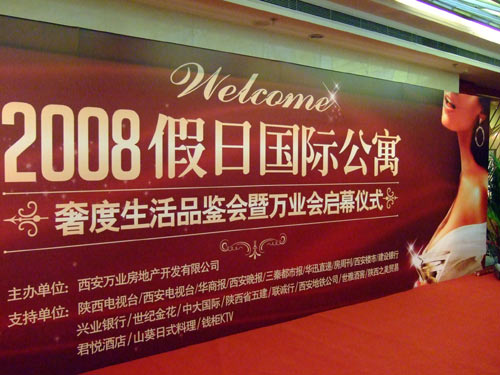 Welcome
2008假日国际公寓
奢度生活品鉴会暨万业会启幕仪式
主办单位: 西安万业房地产开发有限公司
支持单位: 陕西电视台/西安电视台/华商报/西安晚报/三秦都市报/华迅直递/房周刊/西安楼市/建设银行
兴业银行/世纪金花/中大国际/陕西省五建/联诚行/西安地铁公司/世雅酒窖/陕西之美贸易
君悦酒店/山葵日式料理/钱柜KTV